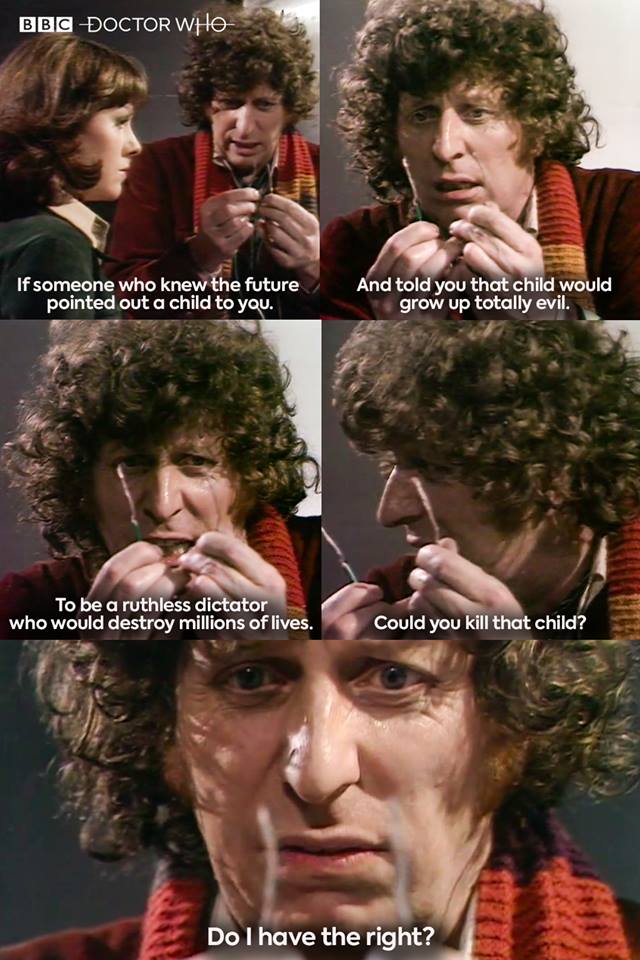 BBC DOCTOR WHO
If someone who knew the future
pointed out a child to you.
And told you that child would
grow up totally evil.
To be a ruthless dictator
who would destroy millions of lives.
Could you kill that child?
Do I have the right?